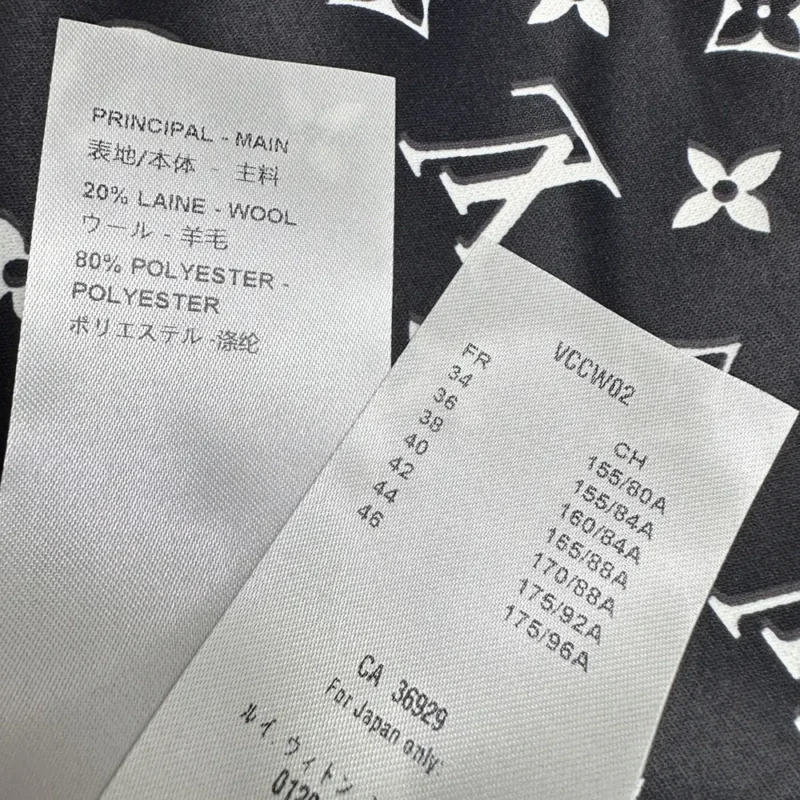 PRINCIPAL - MAIN
表地/本体 - 主料
20% LAINE - WOOL
ウール - 羊毛
80% POLYESTER -
POLYESTER
ポリエステル -涤纶
VCCW02
FR CH
34 155/80A
36 155/84A
38 160/84A
40 165/88A
42 170/88A
44 175/92A
46 175/96A
CA 36929
For Japan only:
ルイ.ウィトン
0120